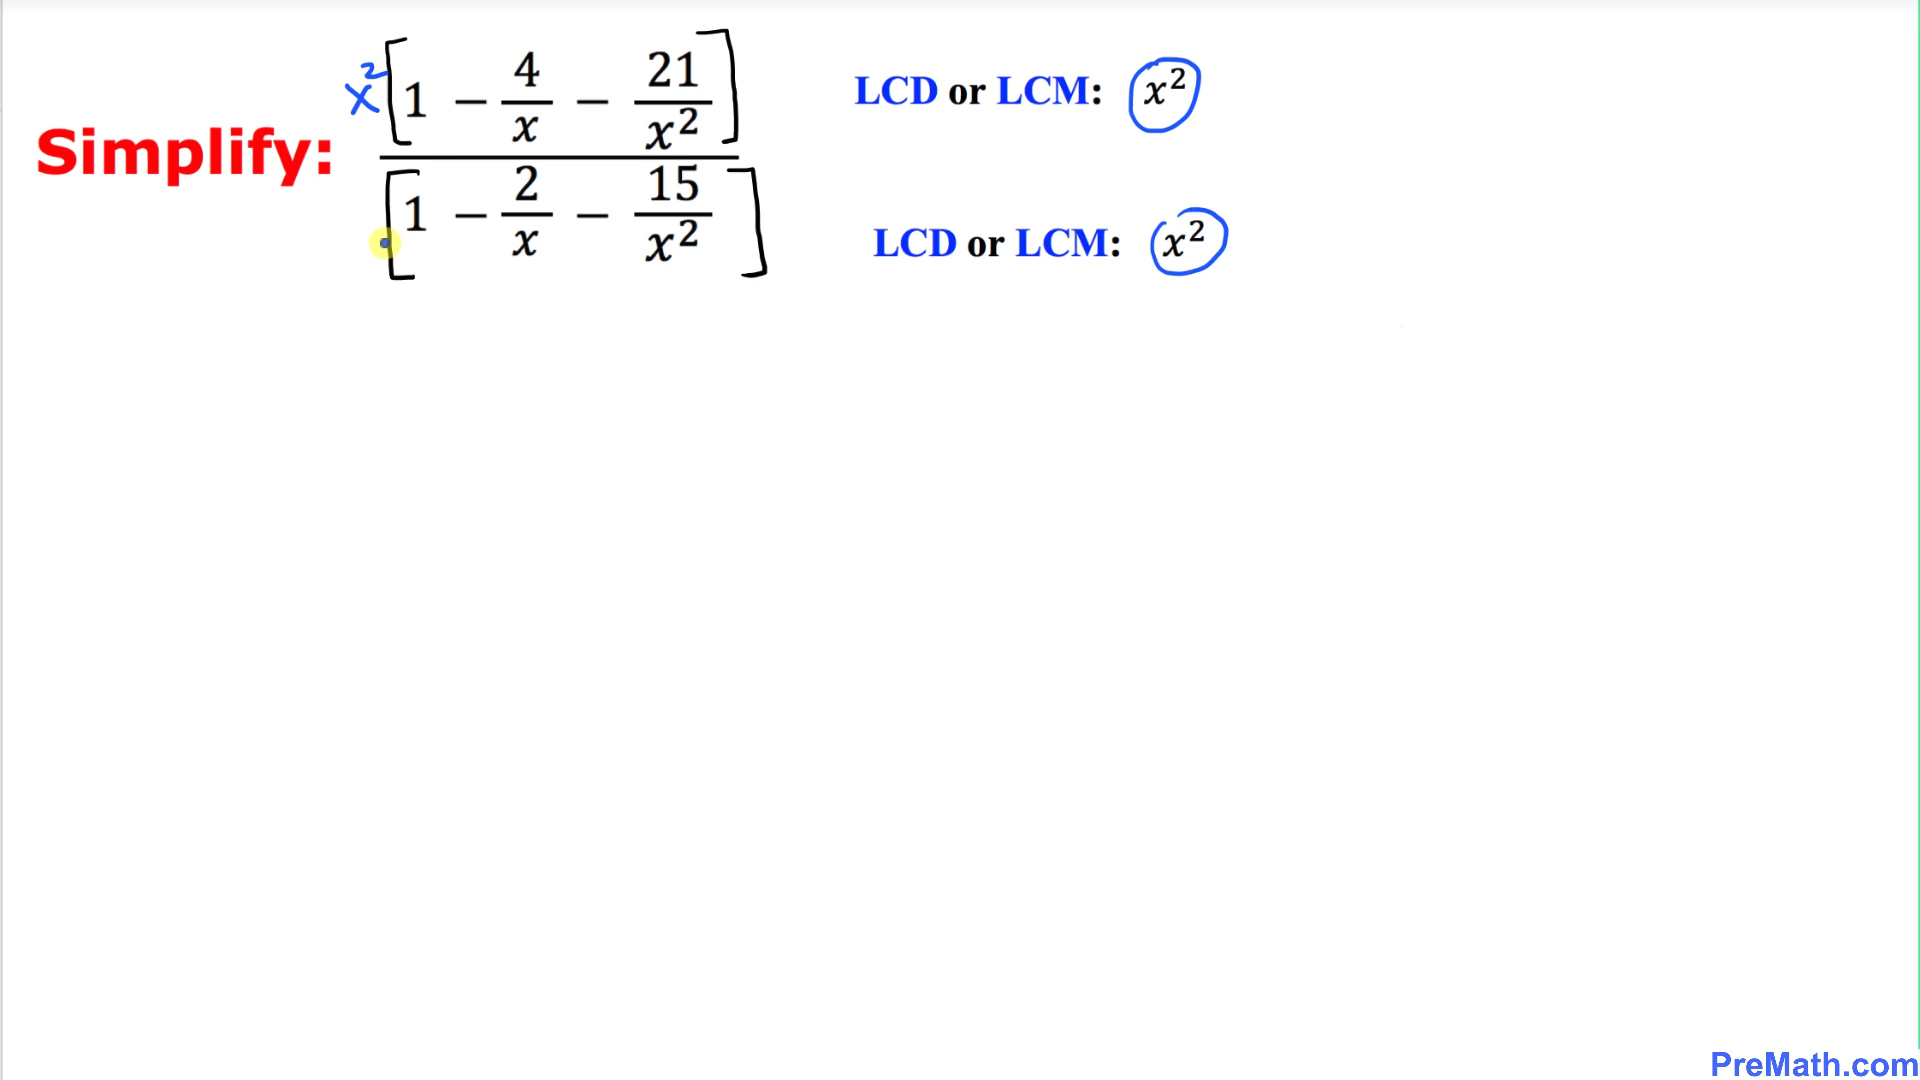 Simplify:
x²[1 − 4/x − 21/x²]
[1 − 2/x − 15/x²]
LCD or LCM: x²
LCD or LCM: x²
PreMath.com